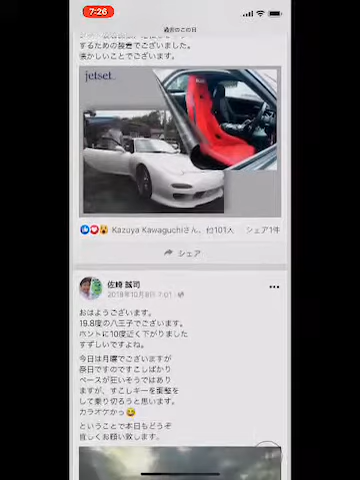 7:26
過去のこの日
するための装着でございました。
懐かしいことでございます。
jetset.
Kazuya Kawaguchiさん、他101人
シェア1件
シェア
佐崎 誠司
2018年10月8日 7:01
おはようございます。
19.8度の八王子でございます。
ベントに10度近く下がりました
すずしいですよね。
今日は月曜でございますが
祭日ですのですこしばかり
ペースが狂いそうではあり
ますが、すこしキーを調整を
して乗り切ろうと思います。
カラオケかっ😅
ということで本日もどうぞ
宜しくお願い致します。